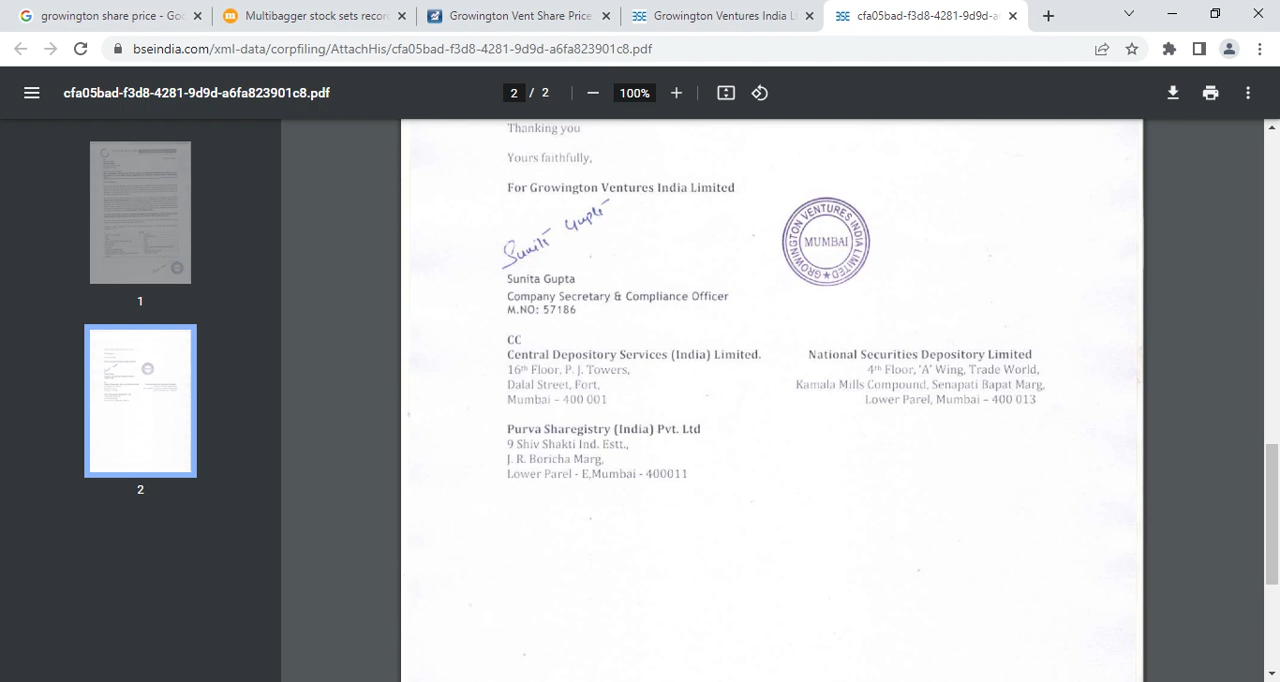 growington share price - Goo
Multibagger stock sets recor
Growington Vent Share Price
Growington Ventures India L
cfa05bad-f3d8-4281-9d9d-a
bseindia.com/xml-data/corpfiling/AttachHis/cfa05bad-f3d8-4281-9d9d-a6fa823901c8.pdf
cfa05bad-f3d8-4281-9d9d-a6fa823901c8.pdf
2 / 2
100%
1
2
Thanking you
Yours faithfully,
For Growington Ventures India Limited
Sunita Gupta
GROWINGTON VENTURES INDIA LIMITED
MUMBAI
Sunita Gupta
Company Secretary & Compliance Officer
M.NO: 57186
CC
Central Depository Services (India) Limited.
16th Floor, P. J. Towers,
Dalal Street, Fort,
Mumbai – 400 001
National Securities Depository Limited
4th Floor, 'A' Wing, Trade World,
Kamala Mills Compound, Senapati Bapat Marg,
Lower Parel, Mumbai – 400 013
Purva Sharegistry (India) Pvt. Ltd
9 Shiv Shakti Ind. Estt.,
J. R. Boricha Marg,
Lower Parel - E,Mumbai - 400011